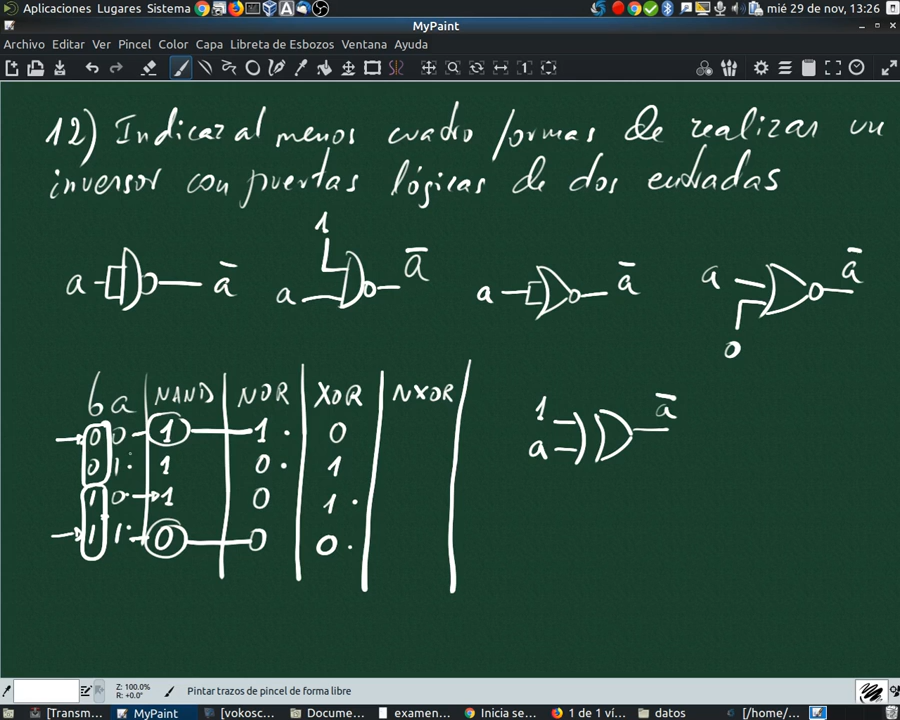 Aplicaciones Lugares Sistema mié 29 de nov, 13:26
MyPaint
Archivo Editar Ver Pincel Color Capa Libreta de Esbozos Ventana Ayuda
12) Indicar al menos cuatro formas de realizar un
inversor con puertas lógicas de dos entradas
1
a ā a ā a ā a ā
0
b a NAND NOR XOR NXOR
0 0 1 1 0
0 1 1 0 1
1 0 1 0 1
1 1 0 0 0
1 ā
a
Z: 100.0%
R: +0.0°
Pintar trazos de pincel de forma libre
[Transm... MyPaint [vokosc... Docume... examen... Inicia se... 1 de 1 ví... datos [/home/...